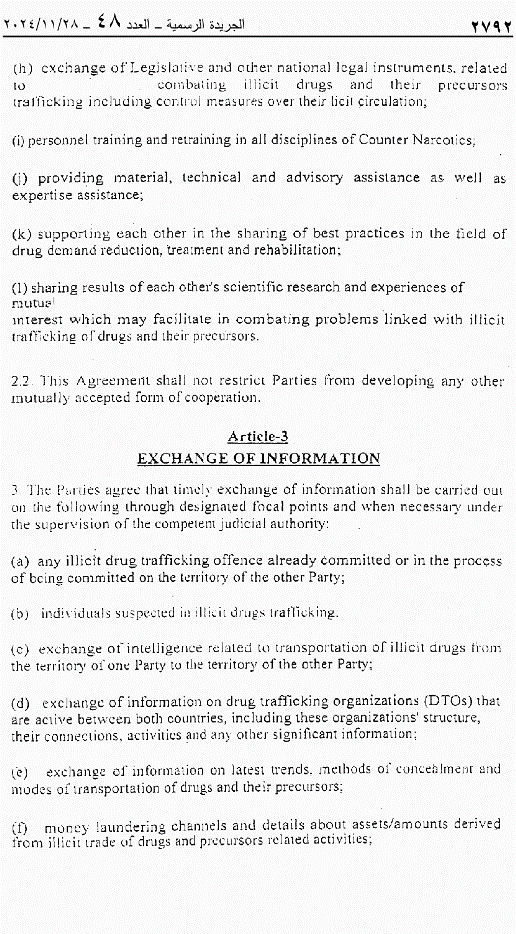 ٢٧٩٢ الجريدة الرسمية – العدد ٤٨ – ٢٠٢٤/١١/٢٨
(h) exchange of Legislative and other national legal instruments, related
to combating illicit drugs and their precursors
trafficking including control measures over their licit circulation;
(i) personnel training and retraining in all disciplines of Counter Narcotics;
(j) providing material, technical and advisory assistance as well as
expertise assistance;
(k) supporting each other in the sharing of best practices in the field of
drug demand reduction, treatment and rehabilitation;
(l) sharing results of each other's scientific research and experiences of
mutual
interest which may facilitate in combating problems linked with illicit
trafficking of drugs and their precursors.
2.2. This Agreement shall not restrict Parties from developing any other
mutually accepted form of cooperation.
Article-3
EXCHANGE OF INFORMATION
3 The Parties agree that timely exchange of information shall be carried out
on the following through designated focal points and when necessary under
the supervision of the competent judicial authority:
(a) any illicit drug trafficking offence already committed or in the process
of being committed on the territory of the other Party;
(b) individuals suspected in illicit drugs trafficking.
(c) exchange of intelligence related to transportation of illicit drugs from
the territory of one Party to the territory of the other Party;
(d) exchange of information on drug trafficking organizations (DTOs) that
are active between both countries, including these organizations' structure,
their connections, activities and any other significant information;
(e) exchange of information on latest trends, methods of concealment and
modes of transportation of drugs and their precursors;
(f) money laundering channels and details about assets/amounts derived
from illicit trade of drugs and precursors related activities;